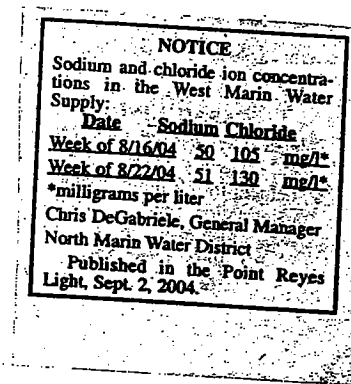 NOTICE
Sodium and chloride ion concentra-
tions in the West Marin Water
Supply:
Date Sodium Chloride
Week of 8/16/04 50 105 mg/l*
Week of 8/22/04 51 130 mg/l*
*milligrams per liter
Chris DeGabriele, General Manager
North Marin Water District
Published in the Point Reyes
Light, Sept. 2, 2004.